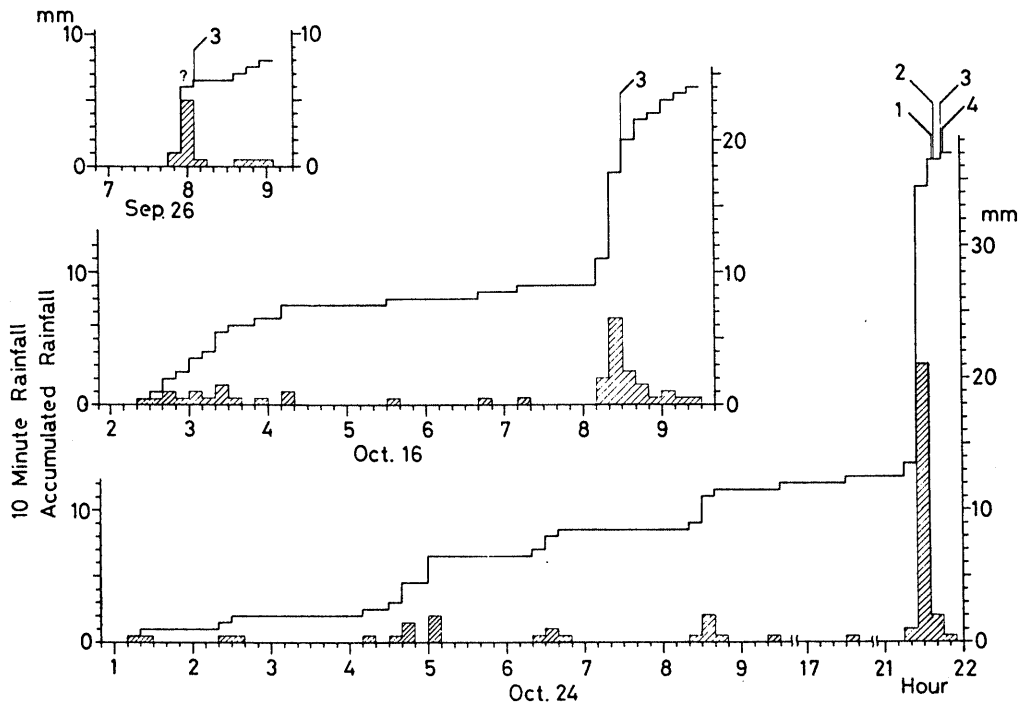 mm
10
3
10
?
0
0
7 8 9
Sep. 26
3
20
10
10
0
0
2 3 4 5 6 7 8 9
Oct. 16
2 3
1 4
mm
30
20
10
10
0
0
1 2 3 4 5 6 7 8 9 17 21 22
Oct. 24
Hour
10 Minute Rainfall
Accumulated Rainfall